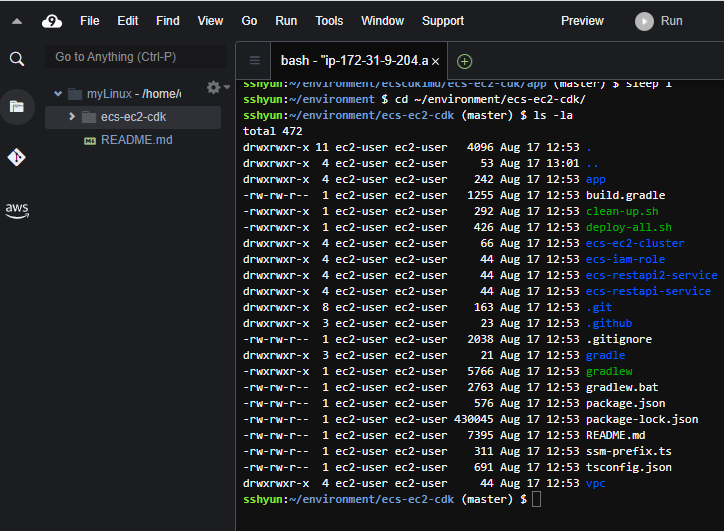 9 File Edit Find View Go Run Tools Window Support Preview Run
Go to Anything (Ctrl-P)
bash - "ip-172-31-9-204.a ×
myLinux - /home/
ecs-ec2-cdk
README.md
aws
sshyun:~/environment/ecscdkimd/ecs-ec2-cdk/app (master) $ sleep 1
sshyun:~/environment $ cd ~/environment/ecs-ec2-cdk/
sshyun:~/environment/ecs-ec2-cdk (master) $ ls -la
total 472
drwxrwxr-x 11 ec2-user ec2-user 4096 Aug 17 12:53 .
drwxrwxr-x 4 ec2-user ec2-user 53 Aug 17 13:01 ..
drwxrwxr-x 4 ec2-user ec2-user 242 Aug 17 12:53 app
-rw-rw-r-- 1 ec2-user ec2-user 1255 Aug 17 12:53 build.gradle
-rwxrwxr-x 1 ec2-user ec2-user 292 Aug 17 12:53 clean-up.sh
-rwxrwxr-x 1 ec2-user ec2-user 426 Aug 17 12:53 deploy-all.sh
drwxrwxr-x 4 ec2-user ec2-user 66 Aug 17 12:53 ecs-ec2-cluster
drwxrwxr-x 4 ec2-user ec2-user 44 Aug 17 12:53 ecs-iam-role
drwxrwxr-x 4 ec2-user ec2-user 44 Aug 17 12:53 ecs-restapi2-service
drwxrwxr-x 4 ec2-user ec2-user 44 Aug 17 12:53 ecs-restapi-service
drwxrwxr-x 8 ec2-user ec2-user 163 Aug 17 12:53 .git
drwxrwxr-x 3 ec2-user ec2-user 23 Aug 17 12:53 .github
-rw-rw-r-- 1 ec2-user ec2-user 2038 Aug 17 12:53 .gitignore
drwxrwxr-x 3 ec2-user ec2-user 21 Aug 17 12:53 gradle
-rwxrwxr-x 1 ec2-user ec2-user 5766 Aug 17 12:53 gradlew
-rw-rw-r-- 1 ec2-user ec2-user 2763 Aug 17 12:53 gradlew.bat
-rw-rw-r-- 1 ec2-user ec2-user 576 Aug 17 12:53 package.json
-rw-rw-r-- 1 ec2-user ec2-user 430045 Aug 17 12:53 package-lock.json
-rw-rw-r-- 1 ec2-user ec2-user 7395 Aug 17 12:53 README.md
-rw-rw-r-- 1 ec2-user ec2-user 311 Aug 17 12:53 ssm-prefix.ts
-rw-rw-r-- 1 ec2-user ec2-user 691 Aug 17 12:53 tsconfig.json
drwxrwxr-x 4 ec2-user ec2-user 44 Aug 17 12:53 vpc
sshyun:~/environment/ecs-ec2-cdk (master) $